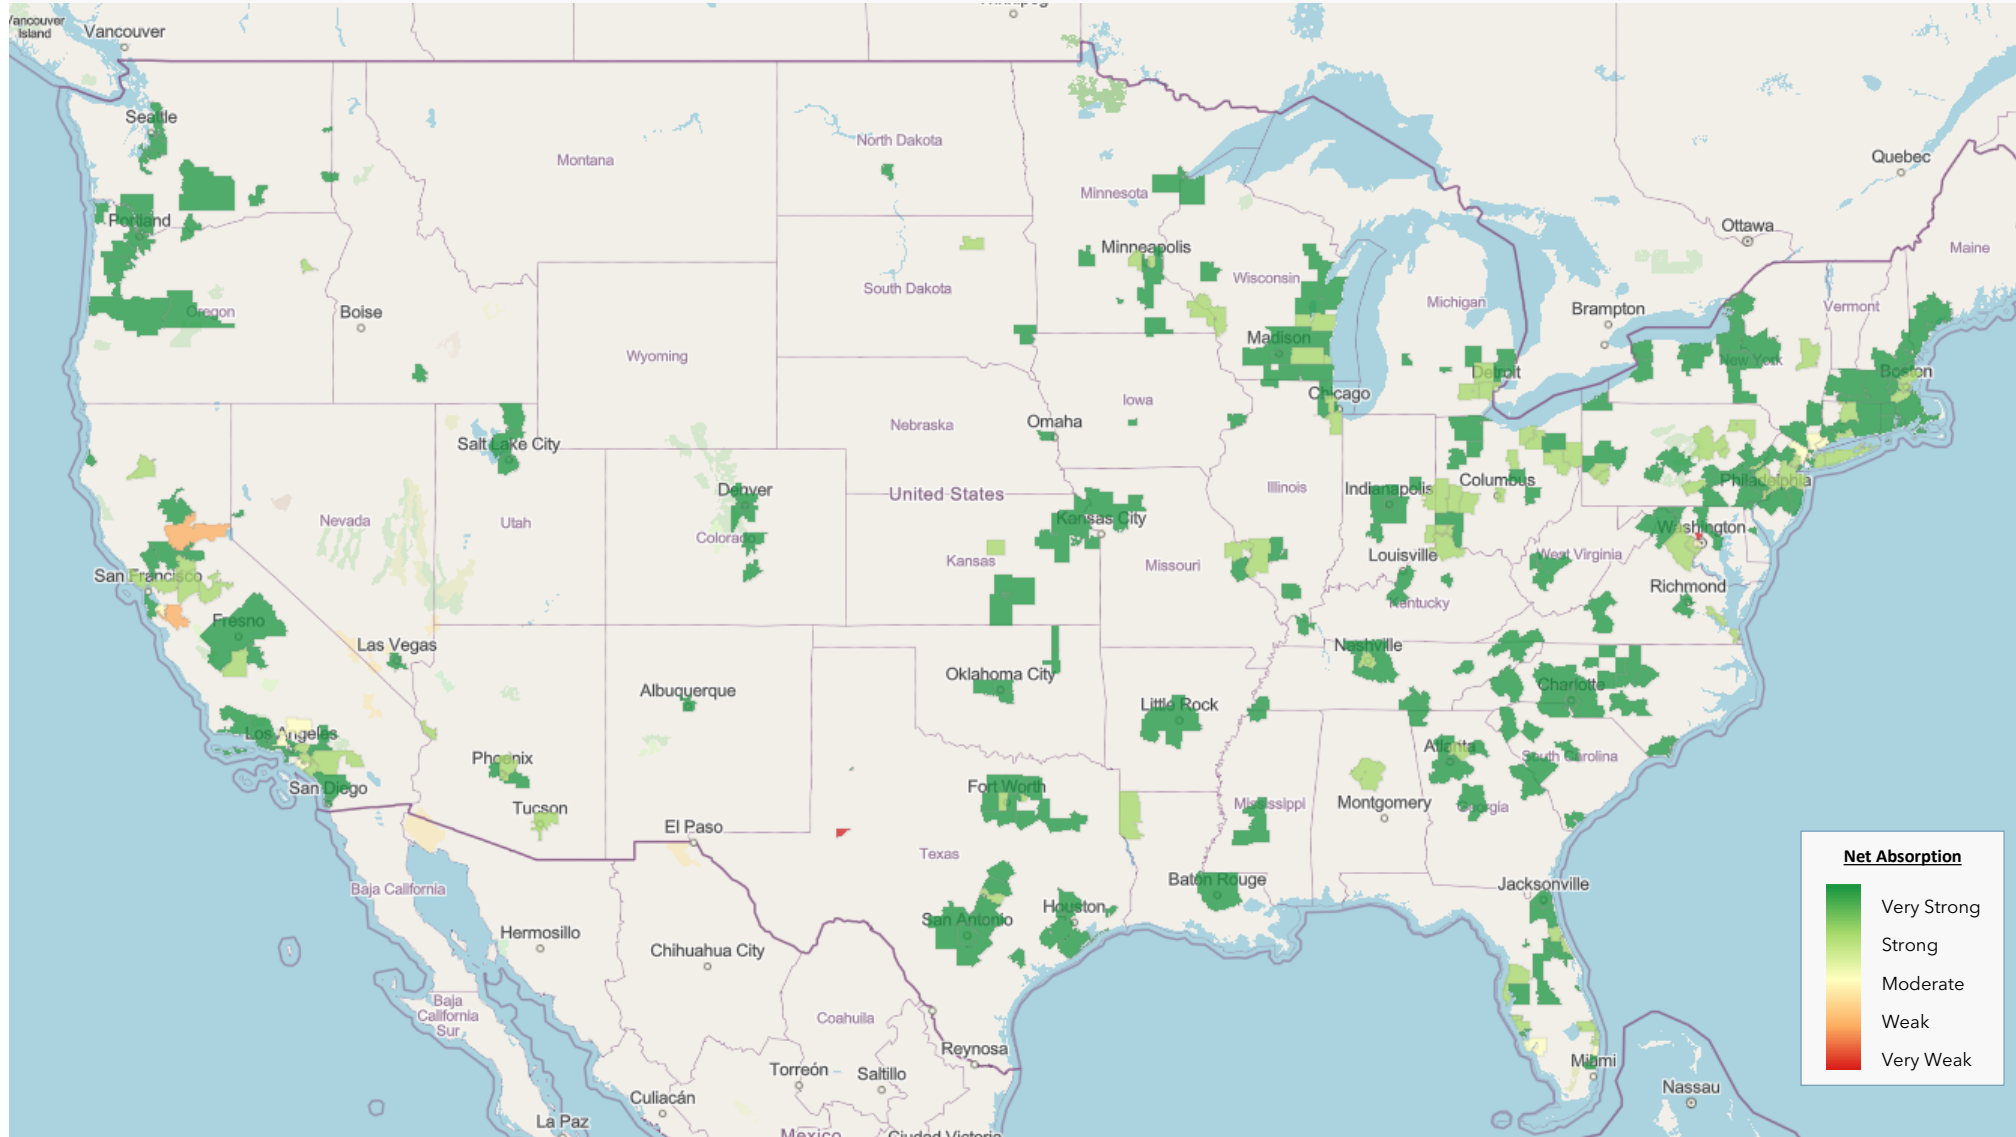 Vancouver
Island
Vancouver
Winnipeg
Seattle
Montana
North Dakota
Minnesota
Quebec
Portland
Ottawa
Minneapolis
Maine
Wisconsin
South Dakota
Michigan
Vermont
Oregon
Boise
Brampton
Madison
Wyoming
New York
Detroit
Boston
Chicago
Iowa
Nebraska
Omaha
Salt Lake City
Columbus
Philadelphia
Denver
United States
Illinois
Indianapolis
Nevada
Utah
Kansas City
Washington
Colorado
Kansas
Missouri
Louisville
West Virginia
San Francisco
Richmond
Kentucky
Fresno
Las Vegas
Nashville
Oklahoma City
Albuquerque
Charlotte
Little Rock
Los Angeles
Atlanta
South Carolina
Phoenix
San Diego
Fort Worth
Tucson
Mississippi
Montgomery
Georgia
El Paso
Texas
Net Absorption
Baja California
Baton Rouge
Jacksonville
Very Strong
San Antonio
Houston
Hermosillo
Strong
Chihuahua City
Moderate
Baja
California
Sur
Coahuila
Weak
Reynosa
Very Weak
Miami
Torreón
Saltillo
Nassau
Culiacán
La Paz
Mexico
Ciudad Victoria